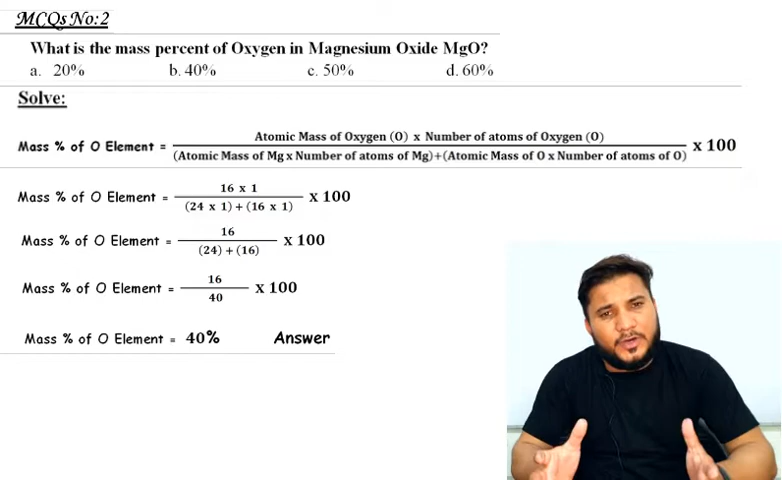 MCQs No:2
What is the mass percent of Oxygen in Magnesium Oxide MgO?
a. 20% b. 40% c. 50% d. 60%
Solve:
Mass % of O Element = Atomic Mass of Oxygen (O) x Number of atoms of Oxygen (O) / (Atomic Mass of Mg x Number of atoms of Mg)+(Atomic Mass of O x Number of atoms of O) x 100
Mass % of O Element = 16 x 1 / (24 x 1) + (16 x 1) x 100
Mass % of O Element = 16 / (24) + (16) x 100
Mass % of O Element = 16 / 40 x 100
Mass % of O Element = 40% Answer